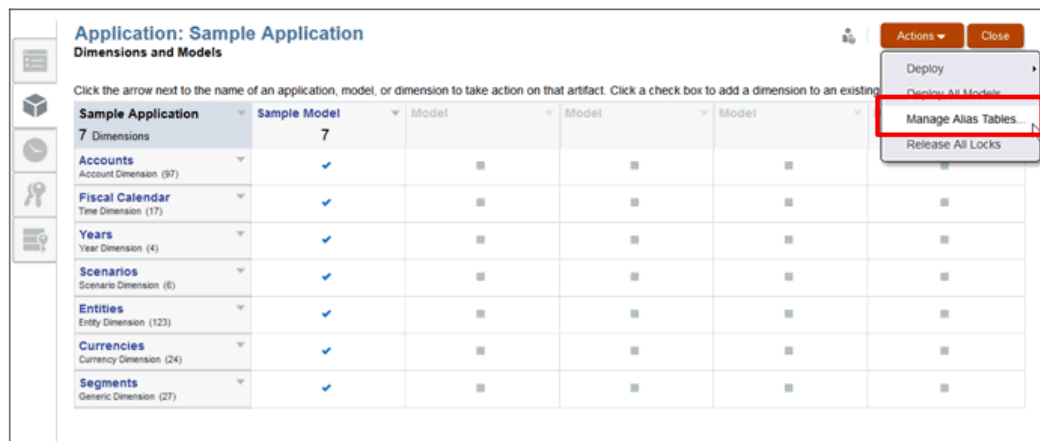 Application: Sample Application
Dimensions and Models
Actions
Close
Click the arrow next to the name of an application, model, or dimension to take action on that artifact. Click a check box to add a dimension to an existing
Deploy
Deploy All Models
Manage Alias Tables...
Release All Locks
Sample Application
7 Dimensions
Sample Model
7
Model
Model
Model
Accounts
Account Dimension (97)
Fiscal Calendar
Time Dimension (17)
Years
Year Dimension (4)
Scenarios
Scenario Dimension (6)
Entities
Entity Dimension (123)
Currencies
Currency Dimension (24)
Segments
Generic Dimension (27)